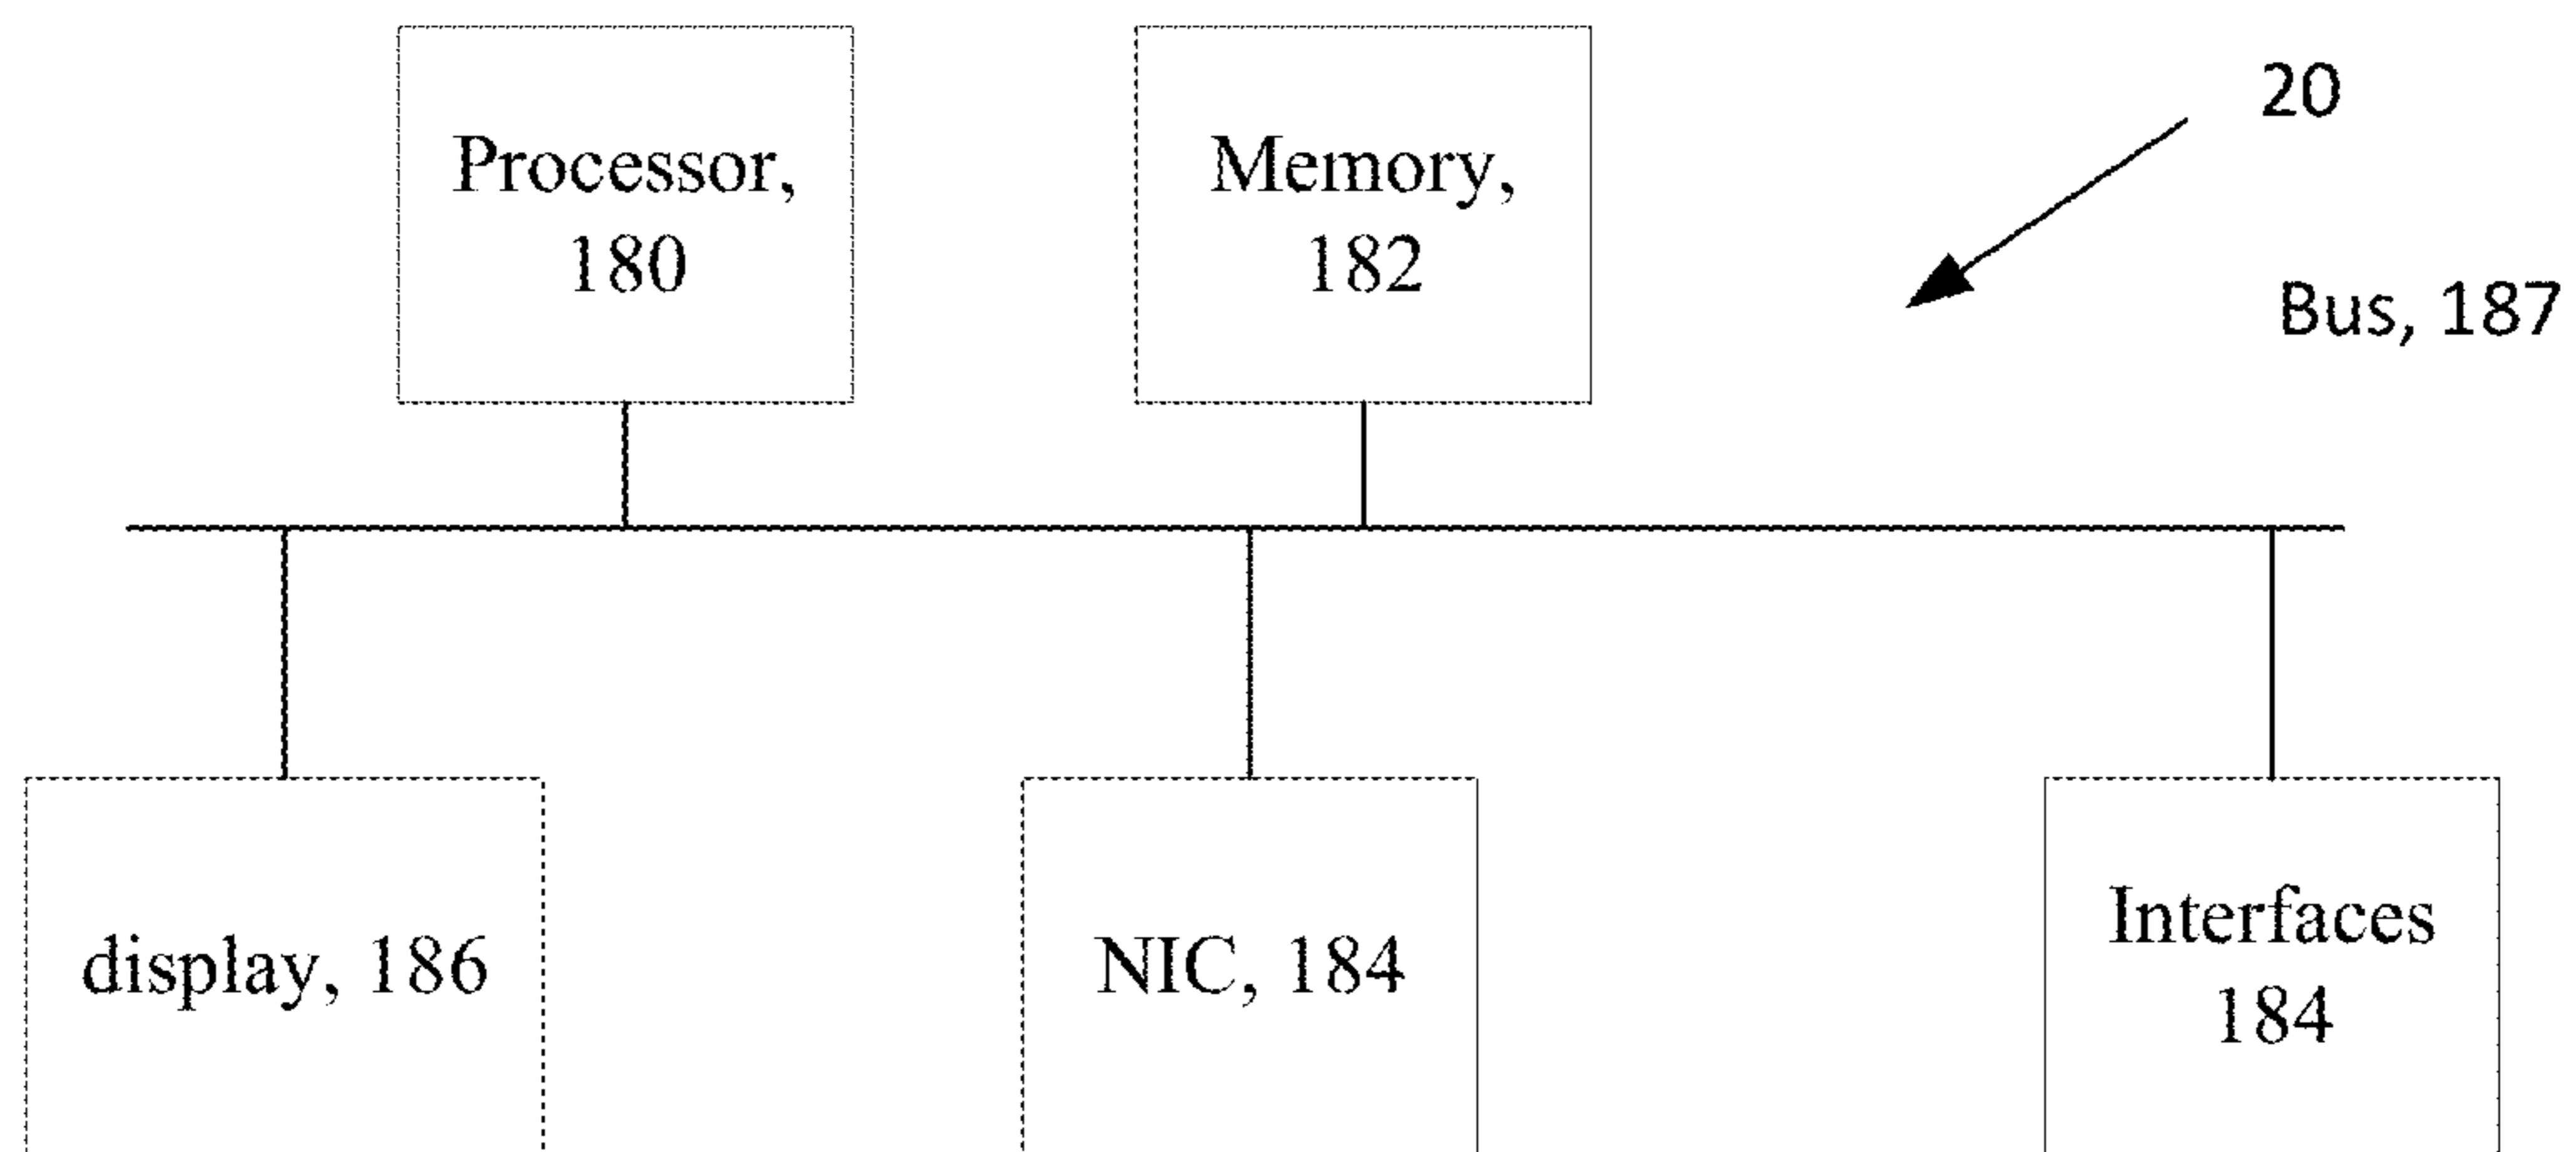 Processor,
180
Memory,
182
20
Bus, 187
display, 186
NIC, 184
Interfaces
184